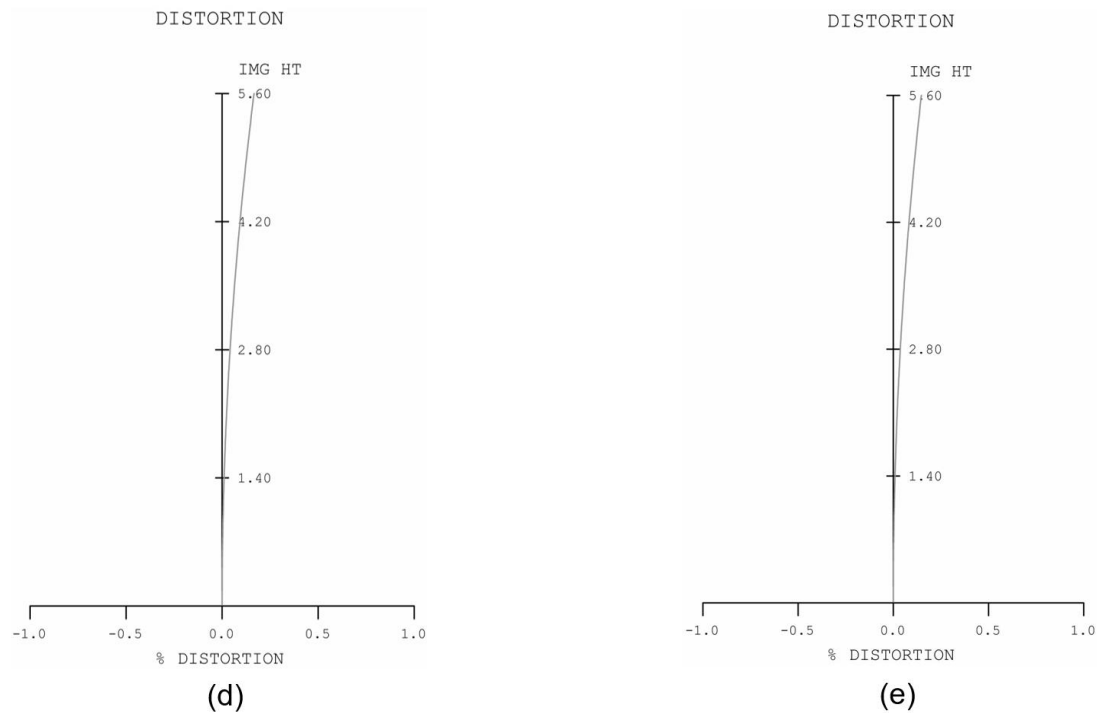 DISTORTION
IMG HT
5.60
4.20
2.80
1.40
-1.0 -0.5 0.0 0.5 1.0
% DISTORTION
(d)
DISTORTION
IMG HT
5.60
4.20
2.80
1.40
-1.0 -0.5 0.0 0.5 1.0
% DISTORTION
(e)